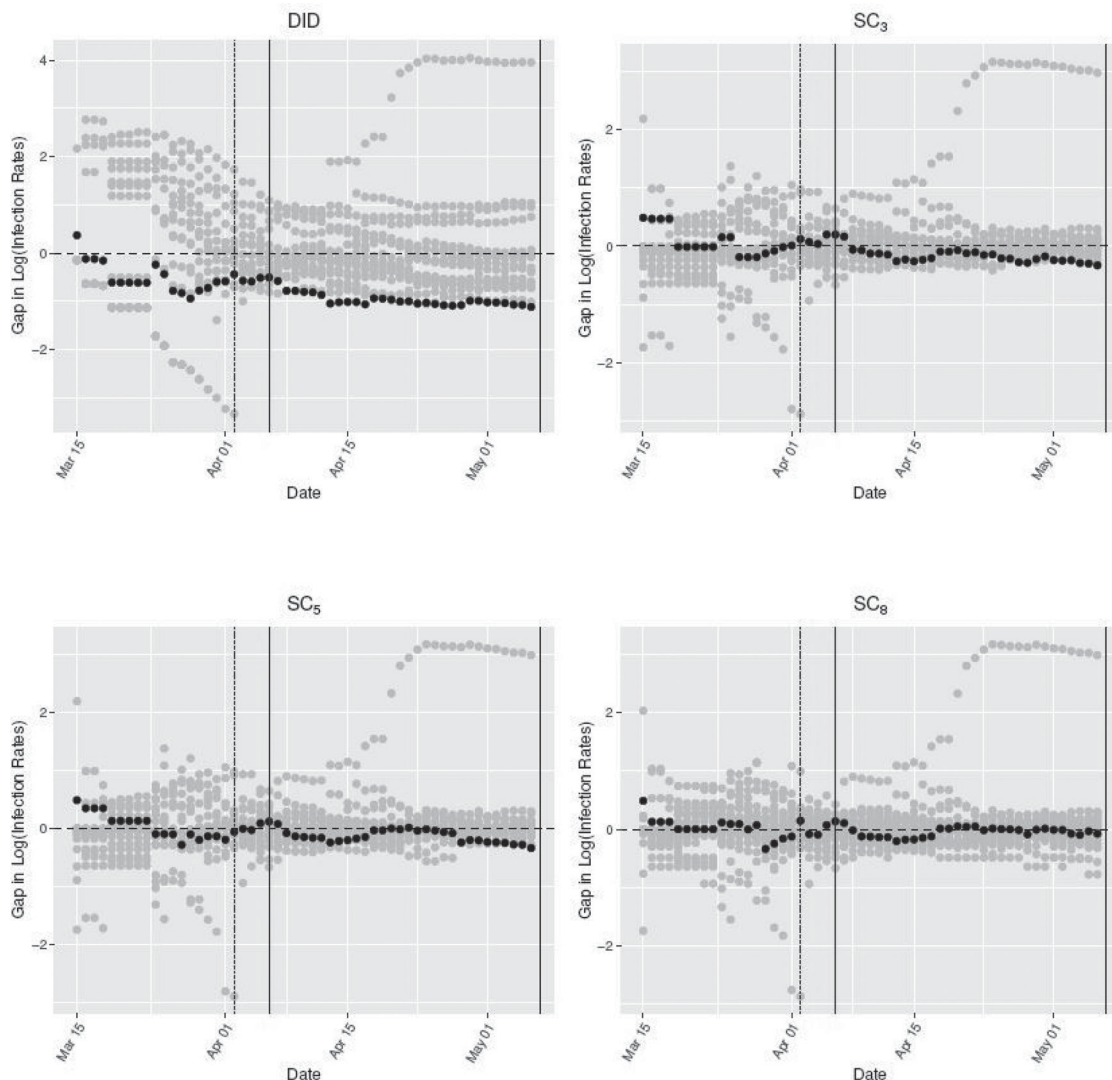 DID
Gap in Log(Infection Rates)
4
2
0
−2
Mar 15
Apr 01
Apr 15
May 01
Date
SC₃
Gap in Log(Infection Rates)
2
0
−2
Mar 15
Apr 01
Apr 15
May 01
Date
SC₅
Gap in Log(Infection Rates)
2
0
−2
Mar 15
Apr 01
Apr 15
May 01
Date
SC₈
Gap in Log(Infection Rates)
2
0
−2
Mar 15
Apr 01
Apr 15
May 01
Date